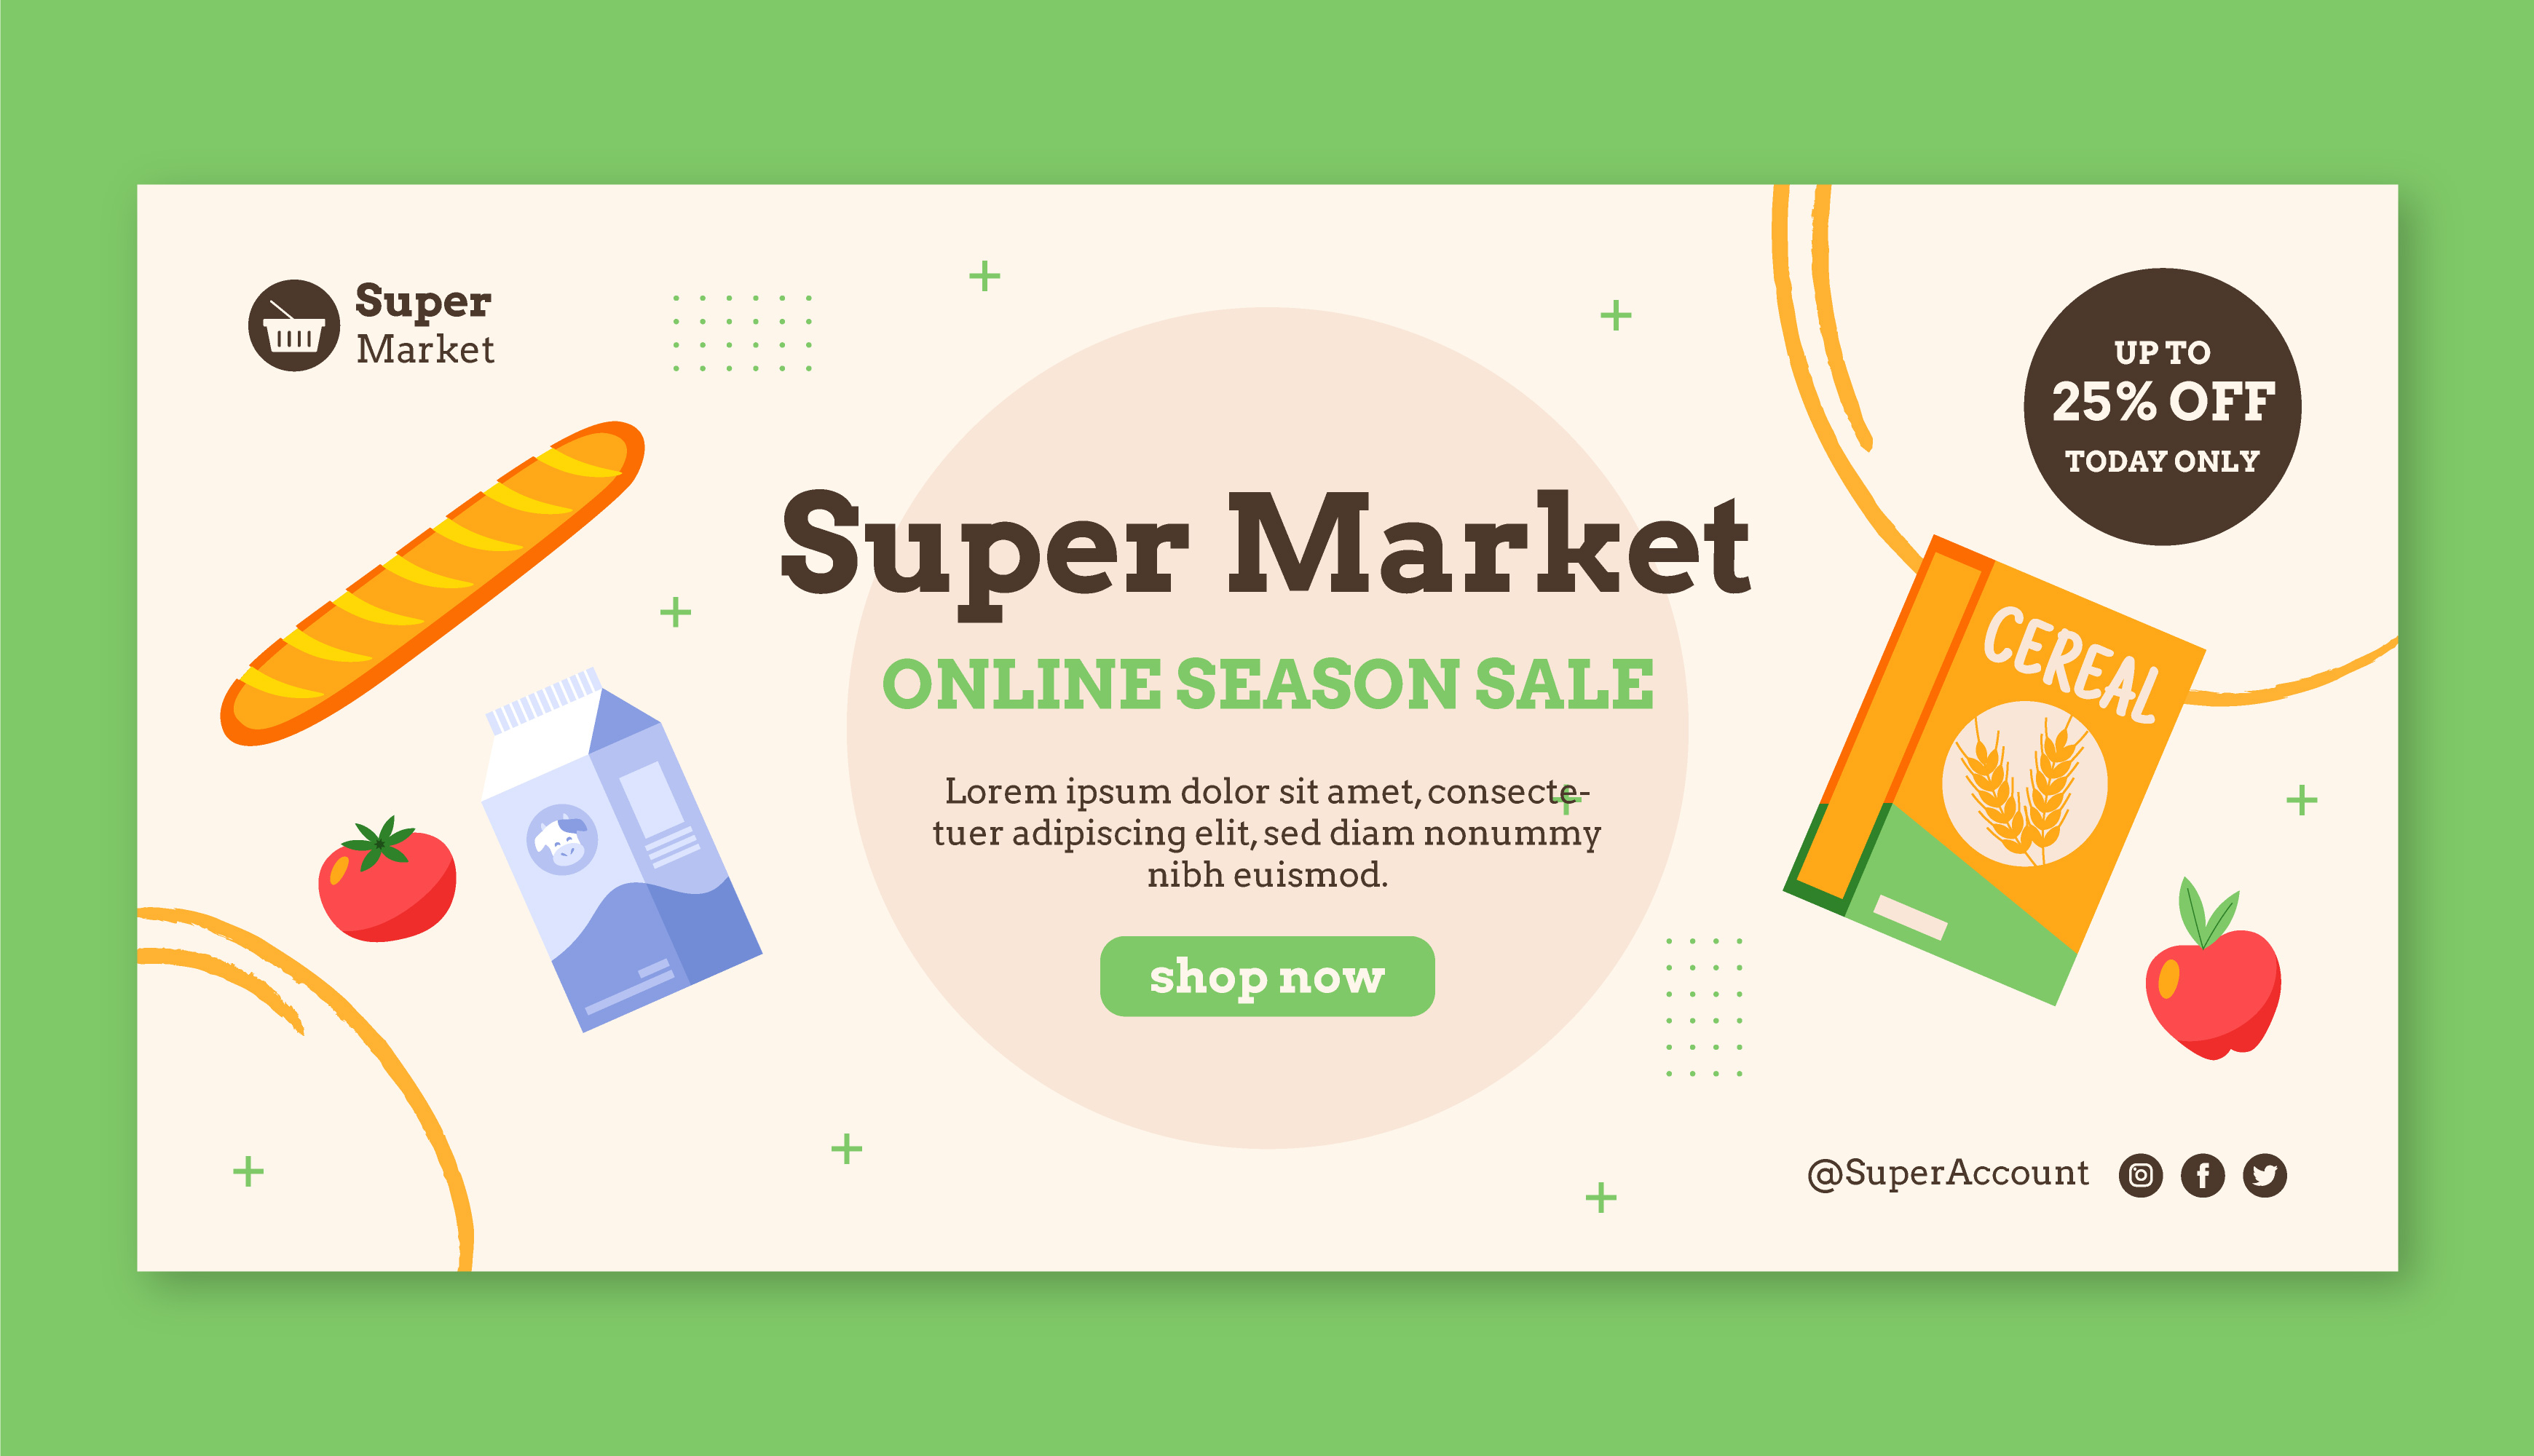 Super
Market
UP TO
25% OFF
TODAY ONLY
Super Market
ONLINE SEASON SALE
Lorem ipsum dolor sit amet, consecte-
tuer adipiscing elit, sed diam nonummy
nibh euismod.
shop now
CEREAL
@SuperAccount